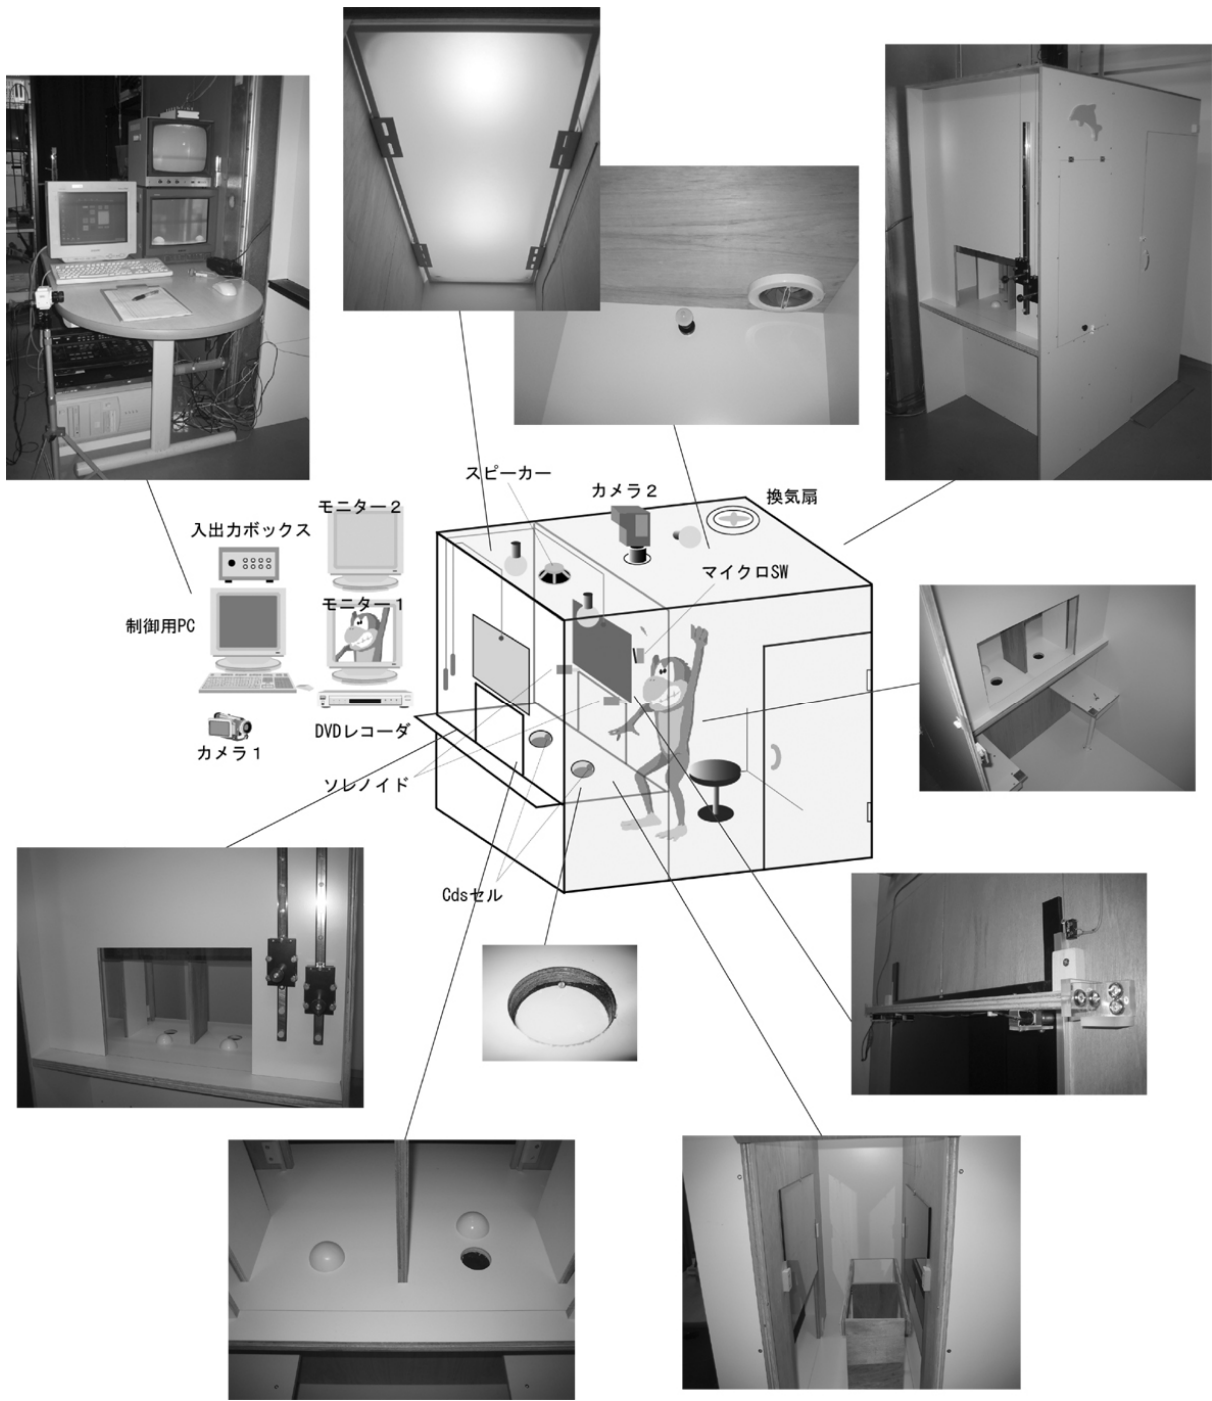 スピーカー
カメラ2
換気扇
モニター2
入出力ボックス
マイクロSW
モニター1
制御用PC
DVDレコーダ
カメラ1
ソレノイド
Cdsセル